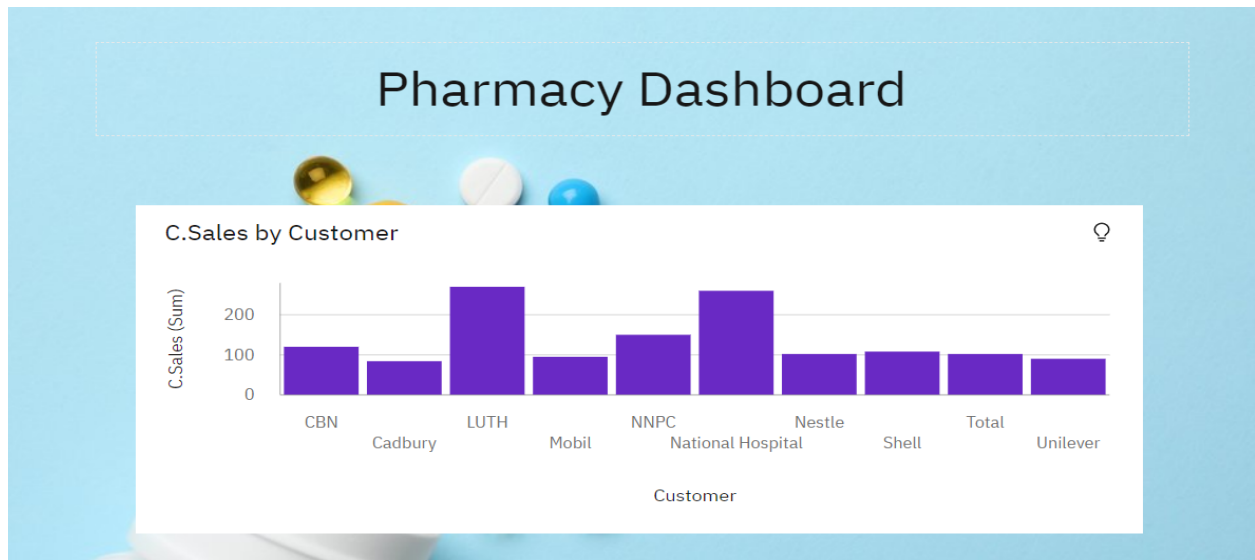 Pharmacy Dashboard
C.Sales by Customer
C.Sales (Sum)
200
100
0
CBN
Cadbury
LUTH
Mobil
NNPC
National Hospital
Nestle
Shell
Total
Unilever
Customer